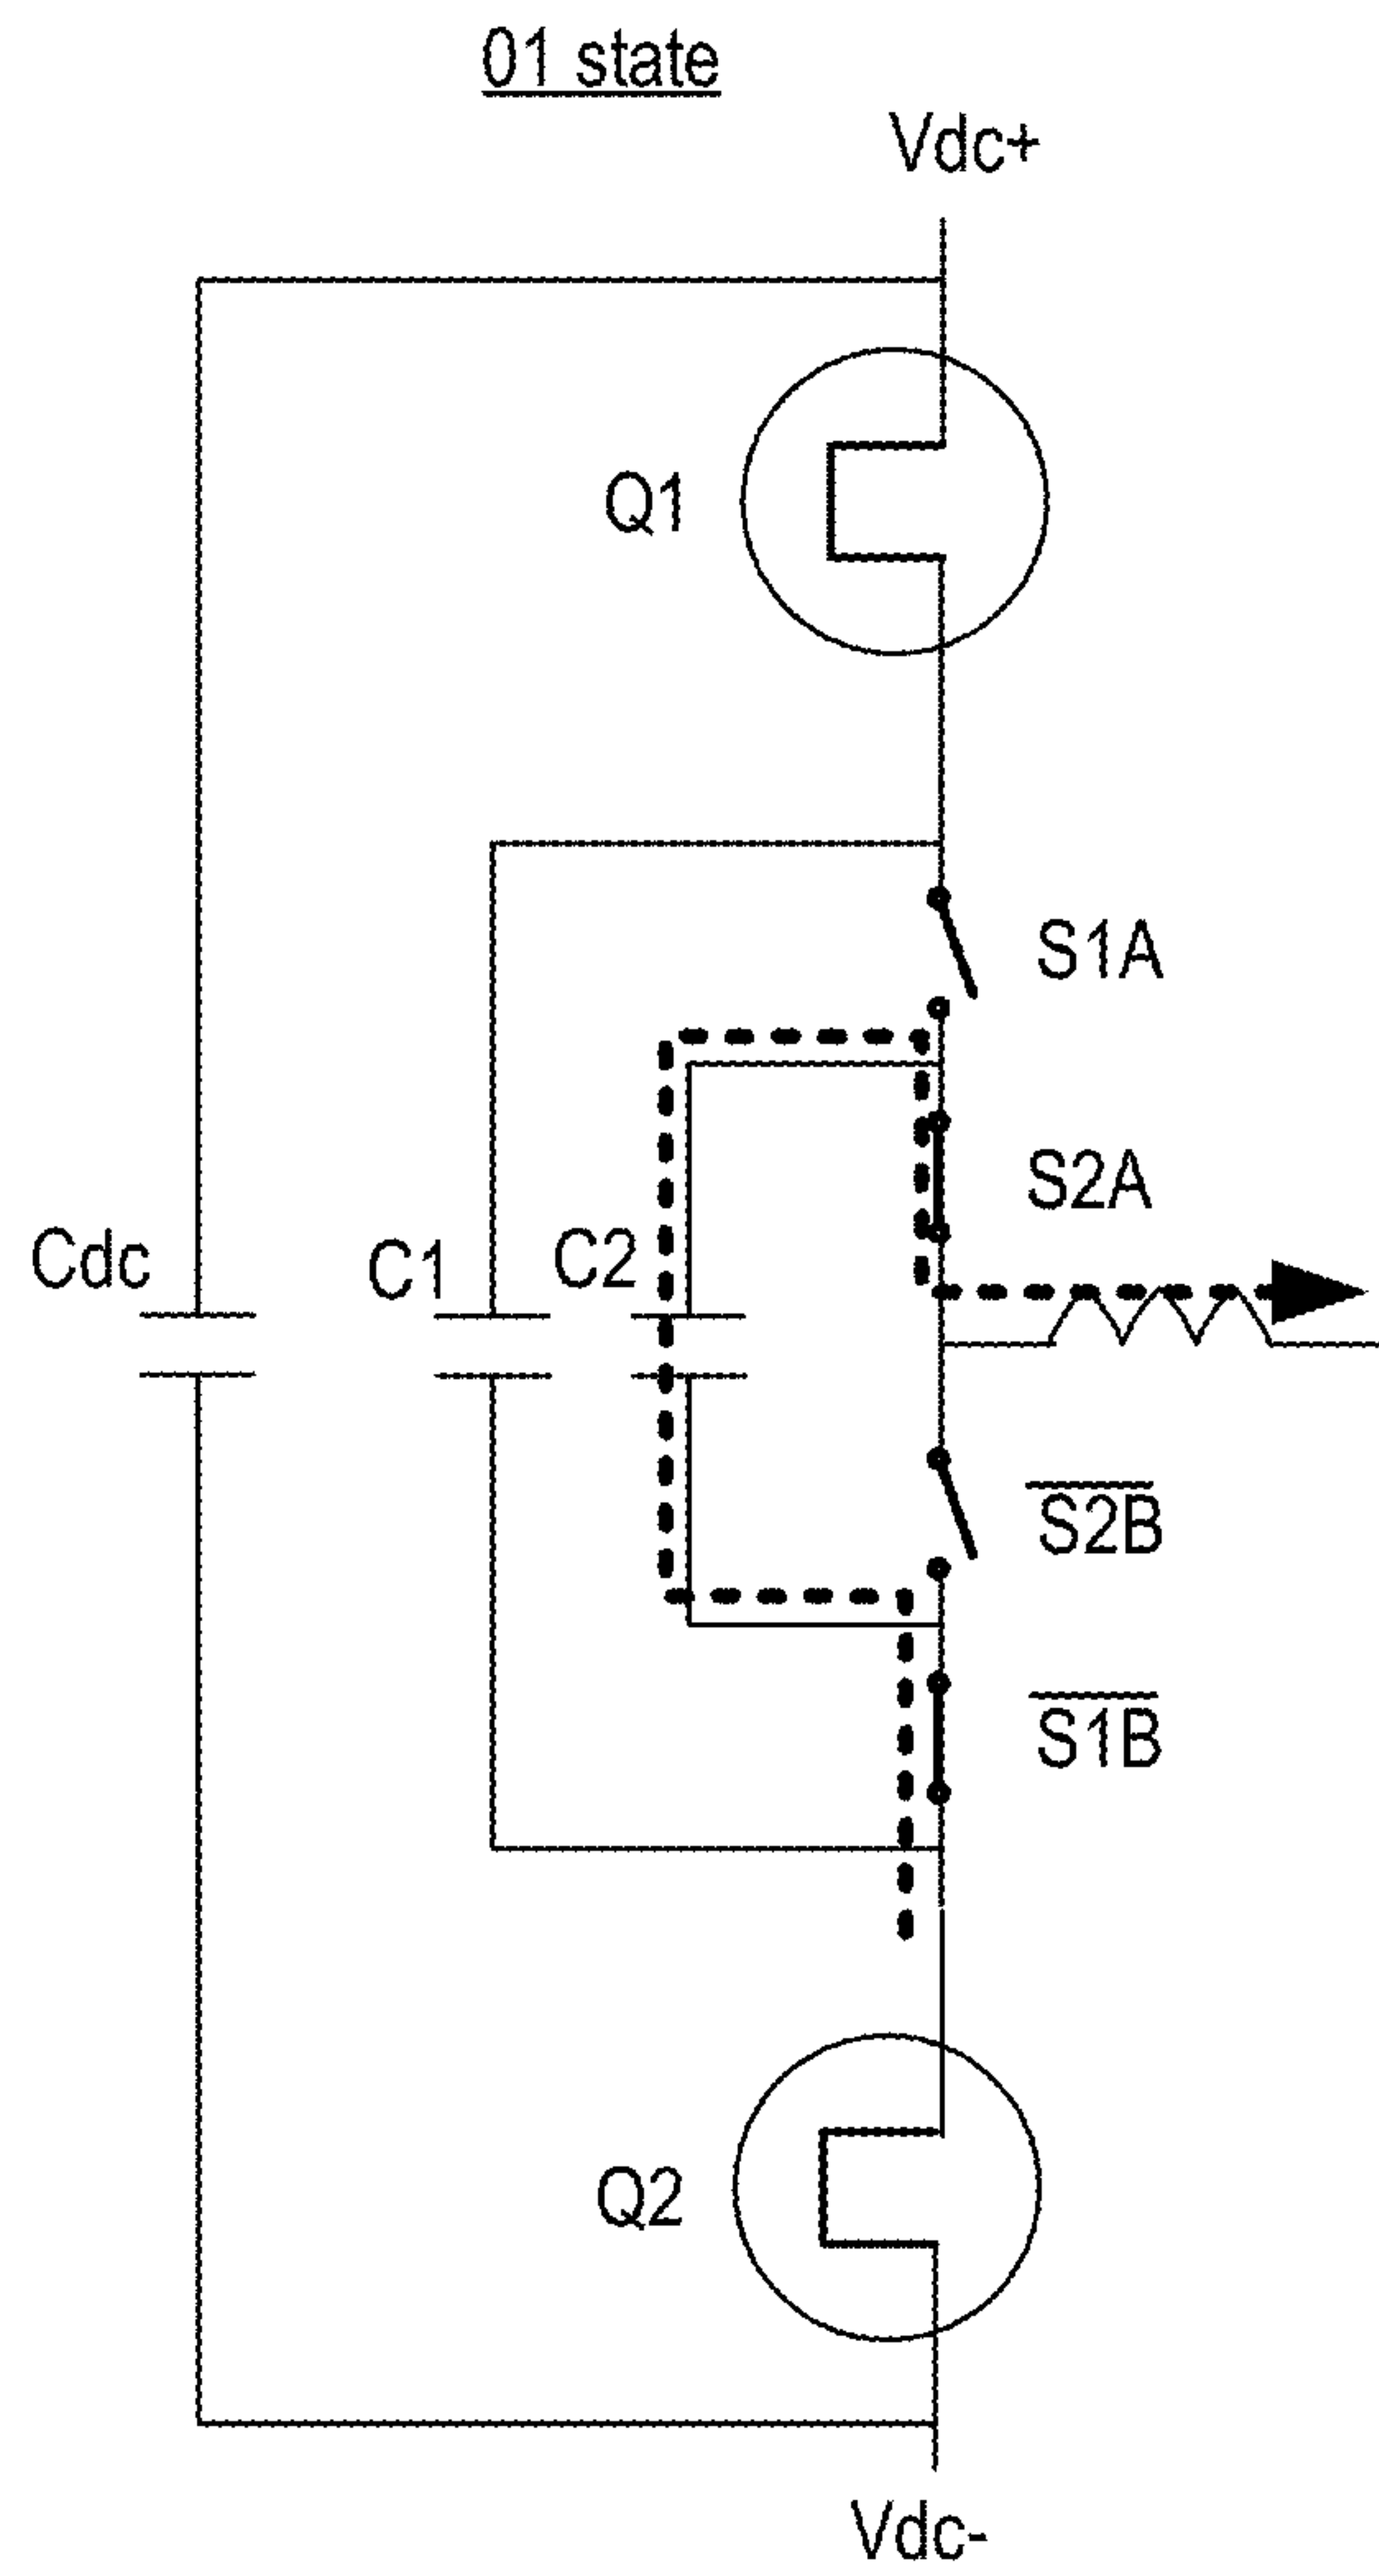 01 state
Vdc+
Q1
S1A
S2A
Cdc
C1
C2
S2B
S1B
Q2
Vdc-